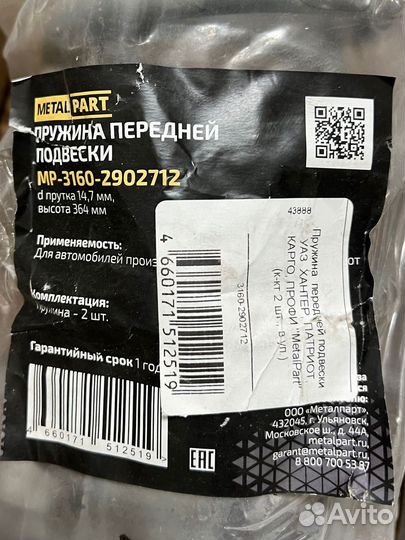 METALPART
ПРУЖИНА ПЕРЕДНЕЙ
ПОДВЕСКИ
MP-3160-2902712
d прутка 14,7 мм,
высота 364 мм
Применяемость:
Для автомобилей
Комплектация:
пружина - 2 шт.
Гарантийный срок 1 год
4 660171 512519
EAC
43888
Пружина передней подвески
УАЗ ХАНТЕР, ПАТРИОТ
КАРГО, ПРОФИ "MetalPart"
(к-кт 2 шт., в уп.)
3160-2902712
4 660171 512519
ООО «Металпарт»,
432045, г. Ульяновск,
Московское ш., д. 44А
metalpart.ru,
garant@metalpart.ru
8 800 700 53 87
Avito